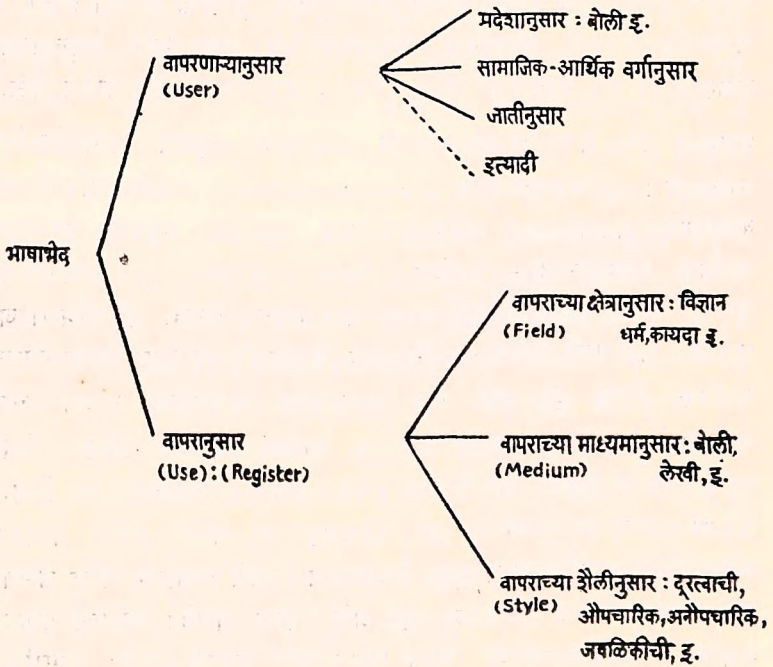 प्रदेशानुसार : बोली इ.
वापरणाऱ्यानुसार
(User)
सामाजिक-आर्थिक वर्गानुसार
जातीनुसार
इत्यादी
भाषाभेद
वापराच्या क्षेत्रानुसार : विज्ञान
(Field) धर्म,कायदा इ.
वापरानुसार
(Use):(Register)
वापराच्या माध्यमानुसार : बोली,
(Medium) लेखी, इ.
वापराच्या शैलीनुसार : दूरत्वाची,
(Style) औपचारिक,अनौपचारिक,
जवळिकीची, इ.